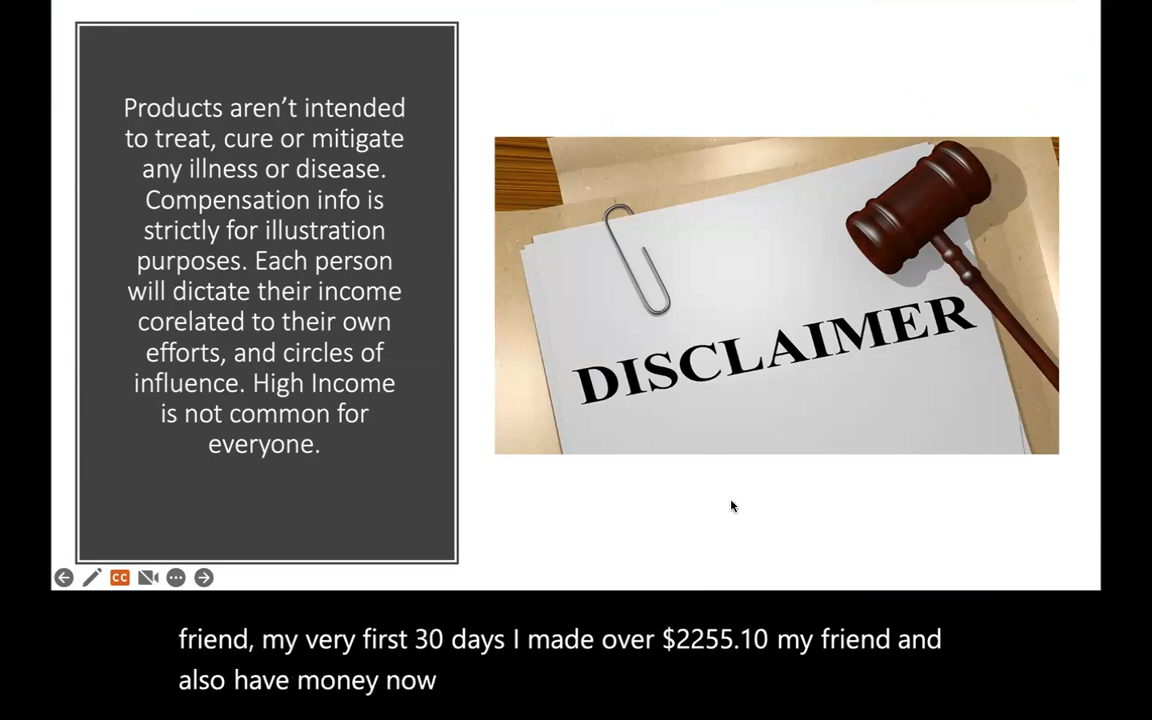 Products aren’t intended
to treat, cure or mitigate
any illness or disease.
Compensation info is
strictly for illustration
purposes. Each person
will dictate their income
corelated to their own
efforts, and circles of
influence. High Income
is not common for
everyone.
DISCLAIMER
CC
friend, my very first 30 days I made over $2255.10 my friend and
also have money now